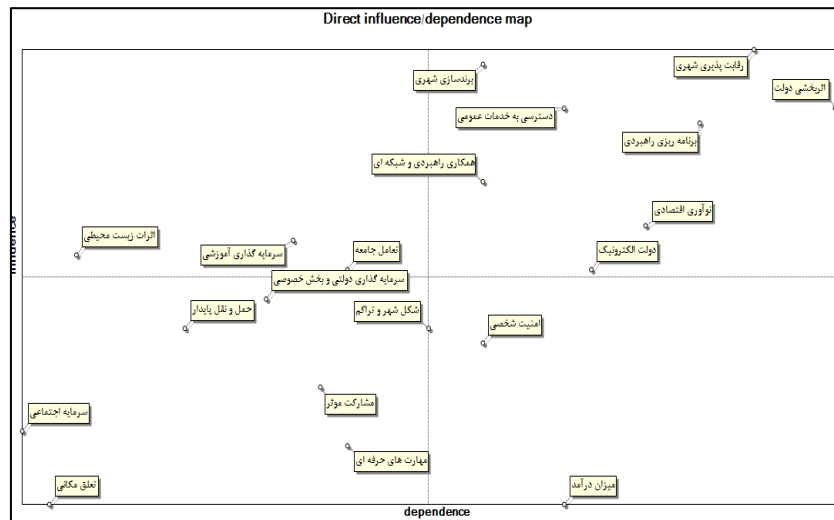 Direct influence/dependence map
رقابت پذیری شهری
برندسازی شهری
اثربخشی دولت
دسترسی به خدمات عمومی
برنامه ریزی راهبردی
همکاری راهبردی و شبکه ای
نوآوری اقتصادی
اثرات زیست محیطی
سرمایه گذاری آموزشی
تعامل جامعه
دولت الکترونیک
سرمایه گذاری دولتی و بخش خصوصی
حمل و نقل پایدار
شکل شهر و تراکم
امنیت شخصی
مشارکت موثر
سرمایه اجتماعی
مهارت های حرفه ای
تعلق مکانی
میزان درآمد
dependence